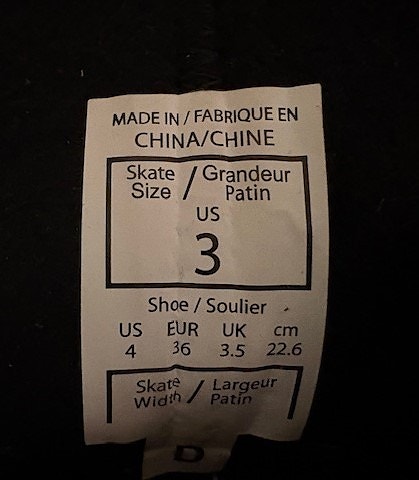 MADE IN / FABRIQUE EN
CHINA/CHINE
Skate / Grandeur
Size Patin
US
3
Shoe / Soulier
US EUR UK cm
4 36 3.5 22.6
Skate / Largeur
Width Patin
D